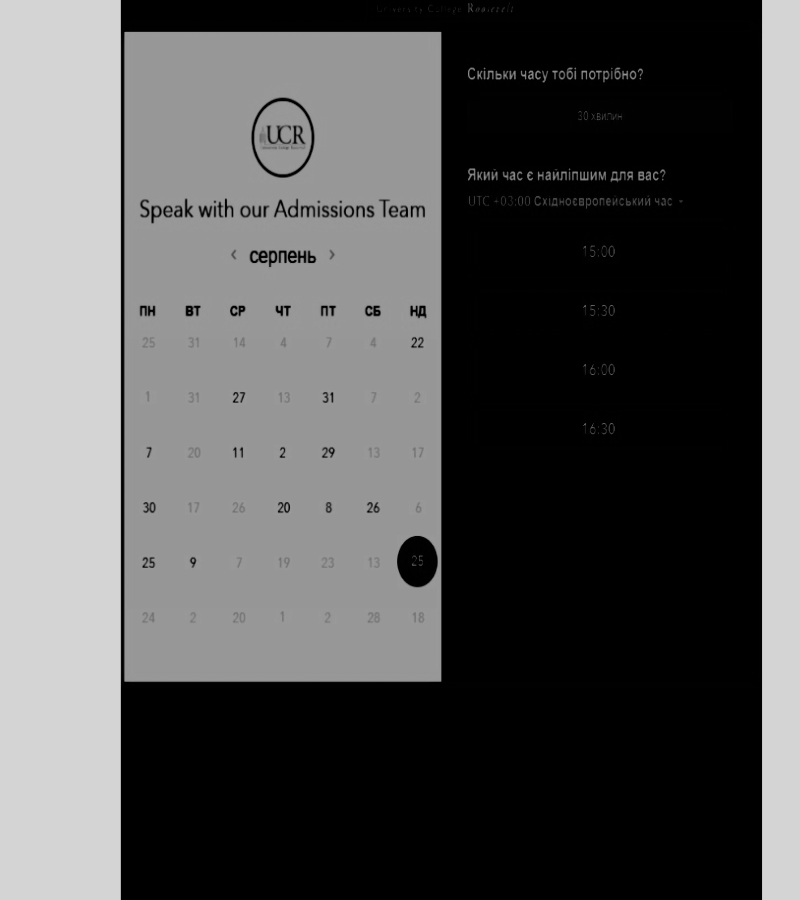 University College Roosevelt
UCR
Speak with our Admissions Team
‹ серпень ›
ПН ВТ СР ЧТ ПТ СБ НД
25 31 14 4 7 4 22
1 31 27 13 31 7 2
7 20 11 2 29 13 17
30 17 26 20 8 26 6
25 9 7 19 23 13 25
24 2 20 1 2 28 18
Скільки часу тобі потрібно?
30 хвилин
Який час є найліпшим для вас?
UTC +03:00 Східноєвропейський час
15:00
15:30
16:00
16:30